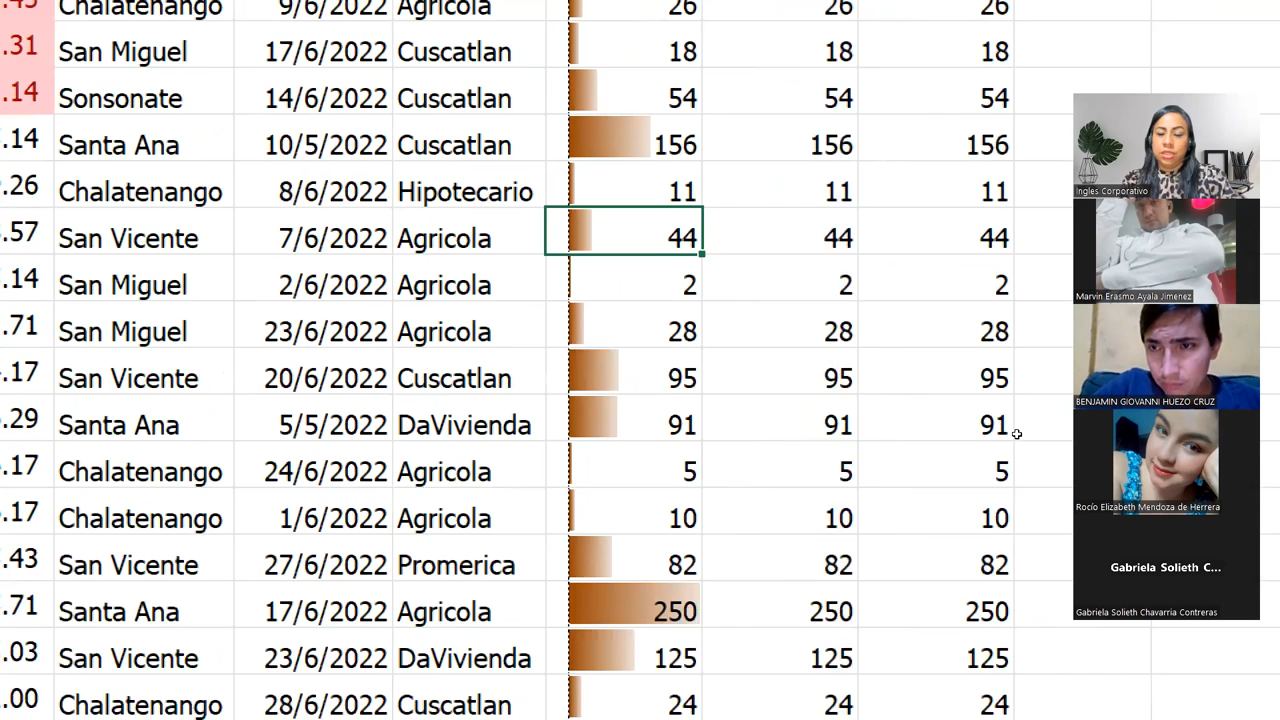 .43 Chalatenango 9/6/2022 Agricola 26 26 26
.31 San Miguel 17/6/2022 Cuscatlan 18 18 18
.14 Sonsonate 14/6/2022 Cuscatlan 54 54 54
.14 Santa Ana 10/5/2022 Cuscatlan 156 156 156
.26 Chalatenango 8/6/2022 Hipotecario 11 11 11
.57 San Vicente 7/6/2022 Agricola 44 44 44
.14 San Miguel 2/6/2022 Agricola 2 2 2
.71 San Miguel 23/6/2022 Agricola 28 28 28
.17 San Vicente 20/6/2022 Cuscatlan 95 95 95
.29 Santa Ana 5/5/2022 DaVivienda 91 91 91
.17 Chalatenango 24/6/2022 Agricola 5 5 5
.17 Chalatenango 1/6/2022 Agricola 10 10 10
.43 San Vicente 27/6/2022 Promerica 82 82 82
.71 Santa Ana 17/6/2022 Agricola 250 250 250
.03 San Vicente 23/6/2022 DaVivienda 125 125 125
.00 Chalatenango 28/6/2022 Cuscatlan 24 24 24
Ingles Corporativo
Marvin Erasmo Ayala Jimenez
BENJAMIN GIOVANNI HUEZO CRUZ
Rocío Elizabeth Mendoza de Herrera
Gabriela Solieth C...
Gabriela Solieth Chavarria Contreras